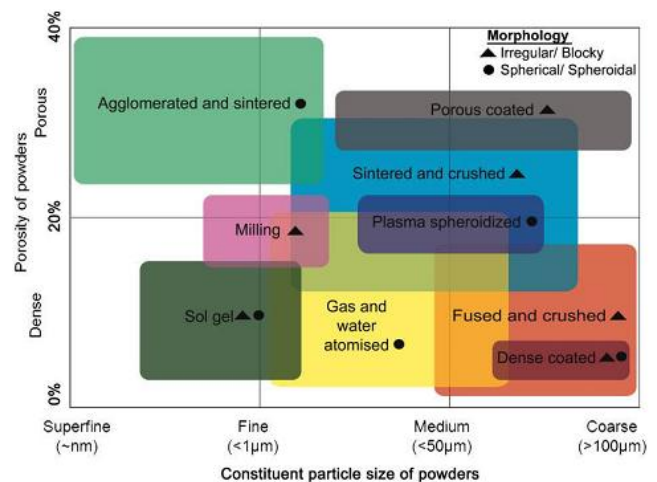 40%
Morphology
▲ Irregular/ Blocky
● Spherical/ Spheroidal
Agglomerated and sintered ●
Porous coated ▲
Porous
Sintered and crushed ▲
Porosity of powders
20%
Plasma spheroidized ●
Milling ▲
Dense
Sol gel ▲ ●
Gas and
water
atomised ●
Fused and crushed ▲
Dense coated ▲ ●
0%
Superfine
(~nm)
Fine
(<1µm)
Medium
(<50µm)
Coarse
(>100µm)
Constituent particle size of powders